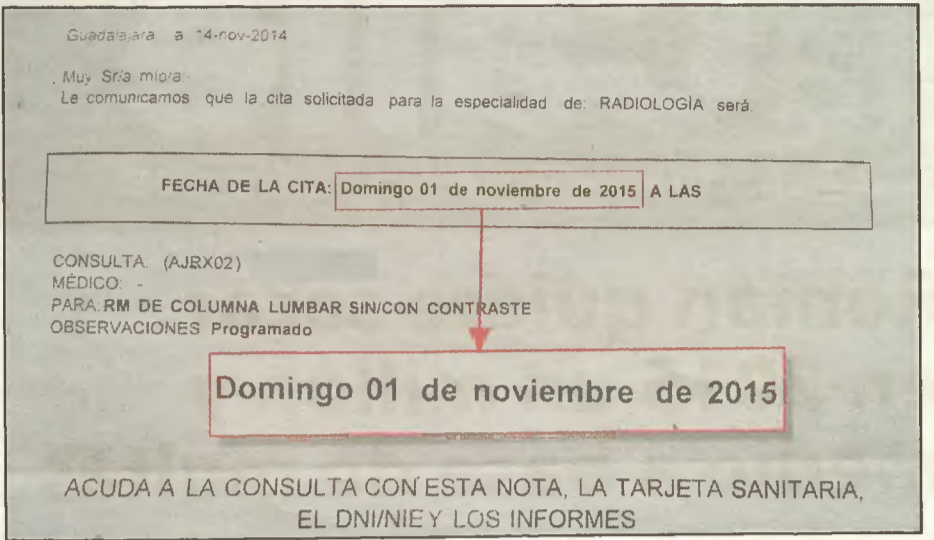 Guadalajara a 14-nov-2014
Muy Sr/a mio/a:
Le comunicamos que la cita solicitada para la especialidad de: RADIOLOGÍA será.
FECHA DE LA CITA: Domingo 01 de noviembre de 2015 A LAS
CONSULTA: (AJRX02)
MÉDICO: -
PARA: RM DE COLUMNA LUMBAR SIN/CON CONTRASTE
OBSERVACIONES Programado
Domingo 01 de noviembre de 2015
ACUDA A LA CONSULTA CON ESTA NOTA, LA TARJETA SANITARIA,
EL DNI/NIE Y LOS INFORMES